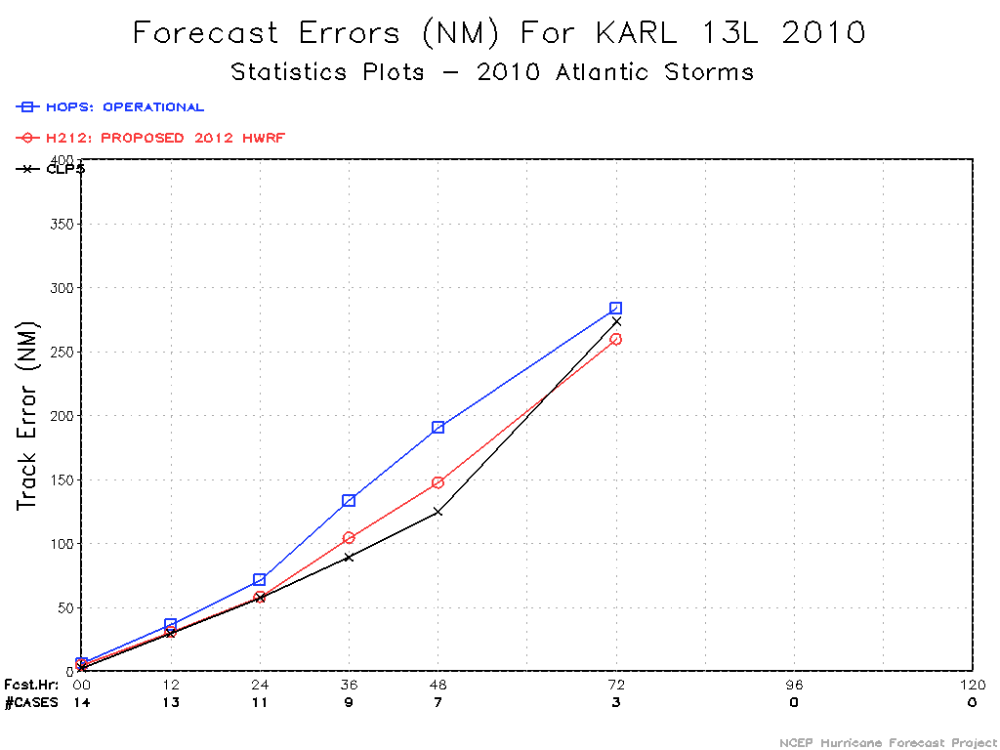 Forecast Errors (NM) For KARL 13L 2010
Statistics Plots - 2010 Atlantic Storms
HOPS: OPERATIONAL
H212: PROPOSED 2012 HWRF
CLP5
400
350
300
250
200
150
100
50
0
Track Error (NM)
Fcst.Hr: 00 12 24 36 48 72 96 120
#CASES 14 13 11 9 7 3 0 0
NCEP Hurricane Forecast Project